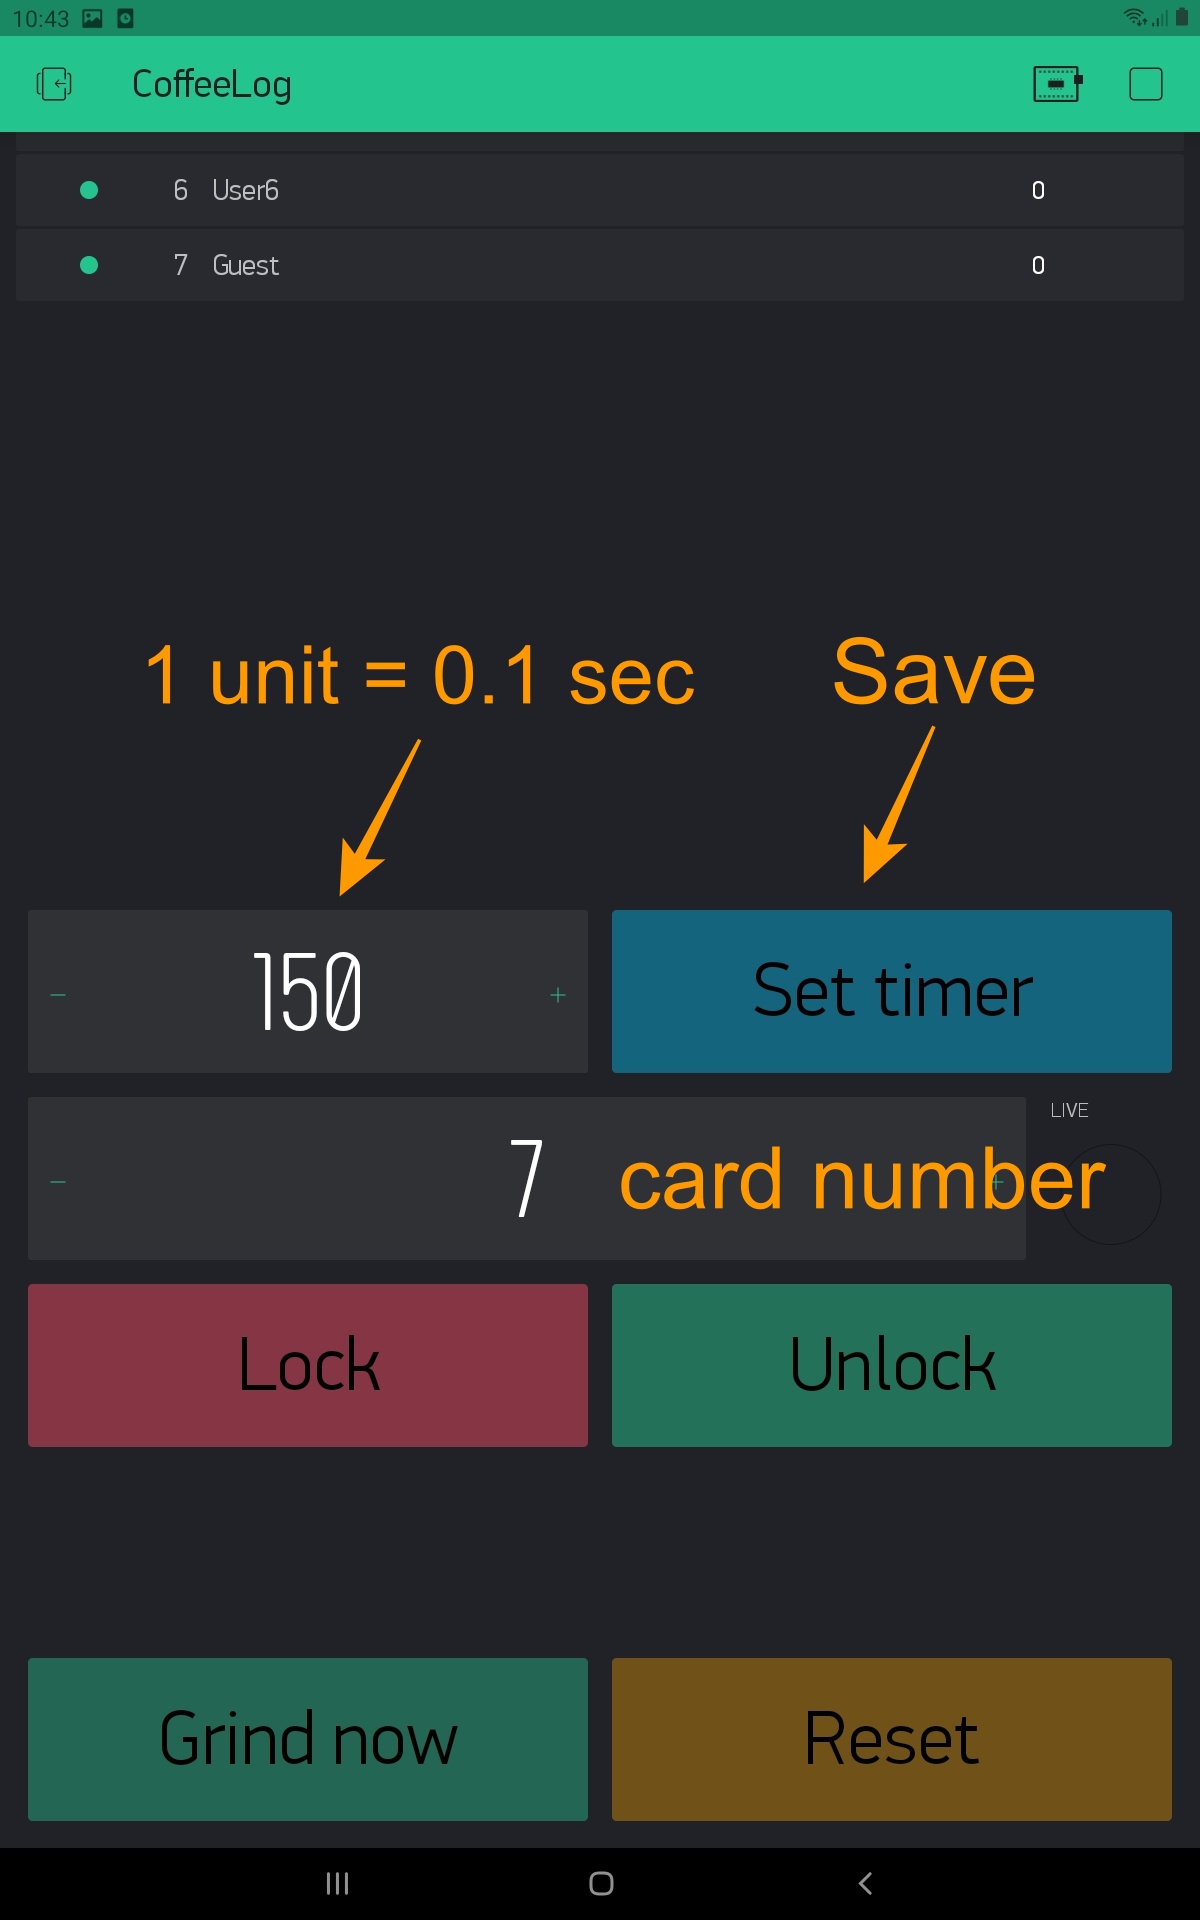 10:43
CoffeeLog
6 User6 0
7 Guest 0
1 unit = 0.1 sec Save
- 150 + Set timer
LIVE
- 7 + card number
Lock Unlock
Grind now Reset